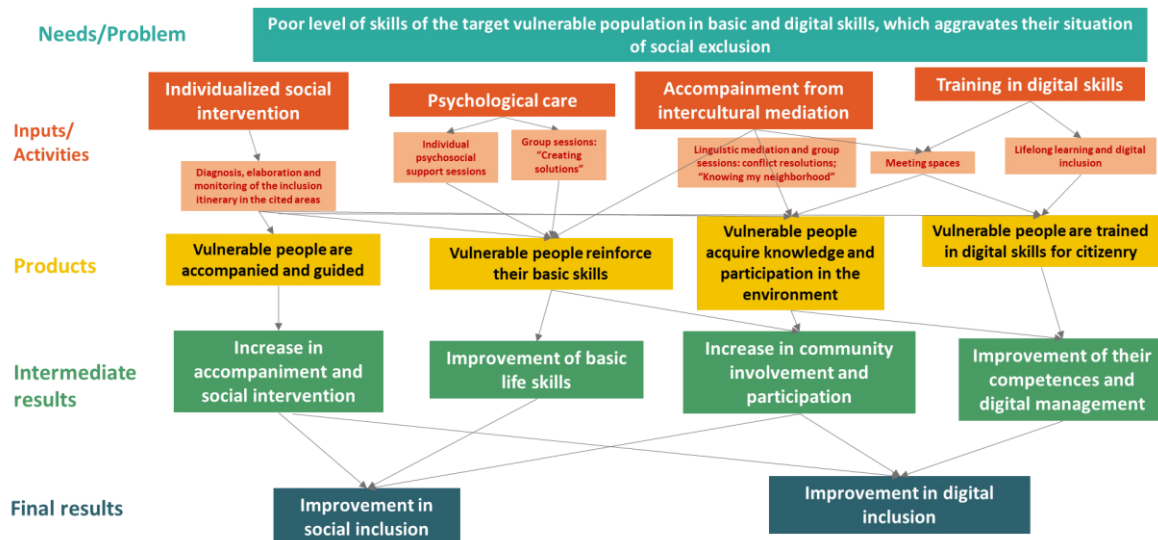 Needs/Problem
Poor level of skills of the target vulnerable population in basic and digital skills, which aggravates their situation
of social exclusion
Inputs/
Activities
Individualized social
intervention
Psychological care
Accompainment from
intercultural mediation
Training in digital skills
Diagnosis, elaboration and
monitoring of the inclusion
itinerary in the cited areas
Individual
psychosocial
support sessions
Group sessions:
"Creating
solutions"
Linguistic mediation and group
sessions: conflict resolutions;
"Knowing my neighborhood"
Meeting spaces
Lifelong learning and digital
inclusion
Products
Vulnerable people are
accompanied and guided
Vulnerable people reinforce
their basic skills
Vulnerable people
acquire knowledge and
participation in the
environment
Vulnerable people are trained
in digital skills for citizenry
Intermediate
results
Increase in
accompaniment and
social intervention
Improvement of basic
life skills
Increase in community
involvement and
participation
Improvement of their
competences and
digital management
Final results
Improvement in
social inclusion
Improvement in digital
inclusion